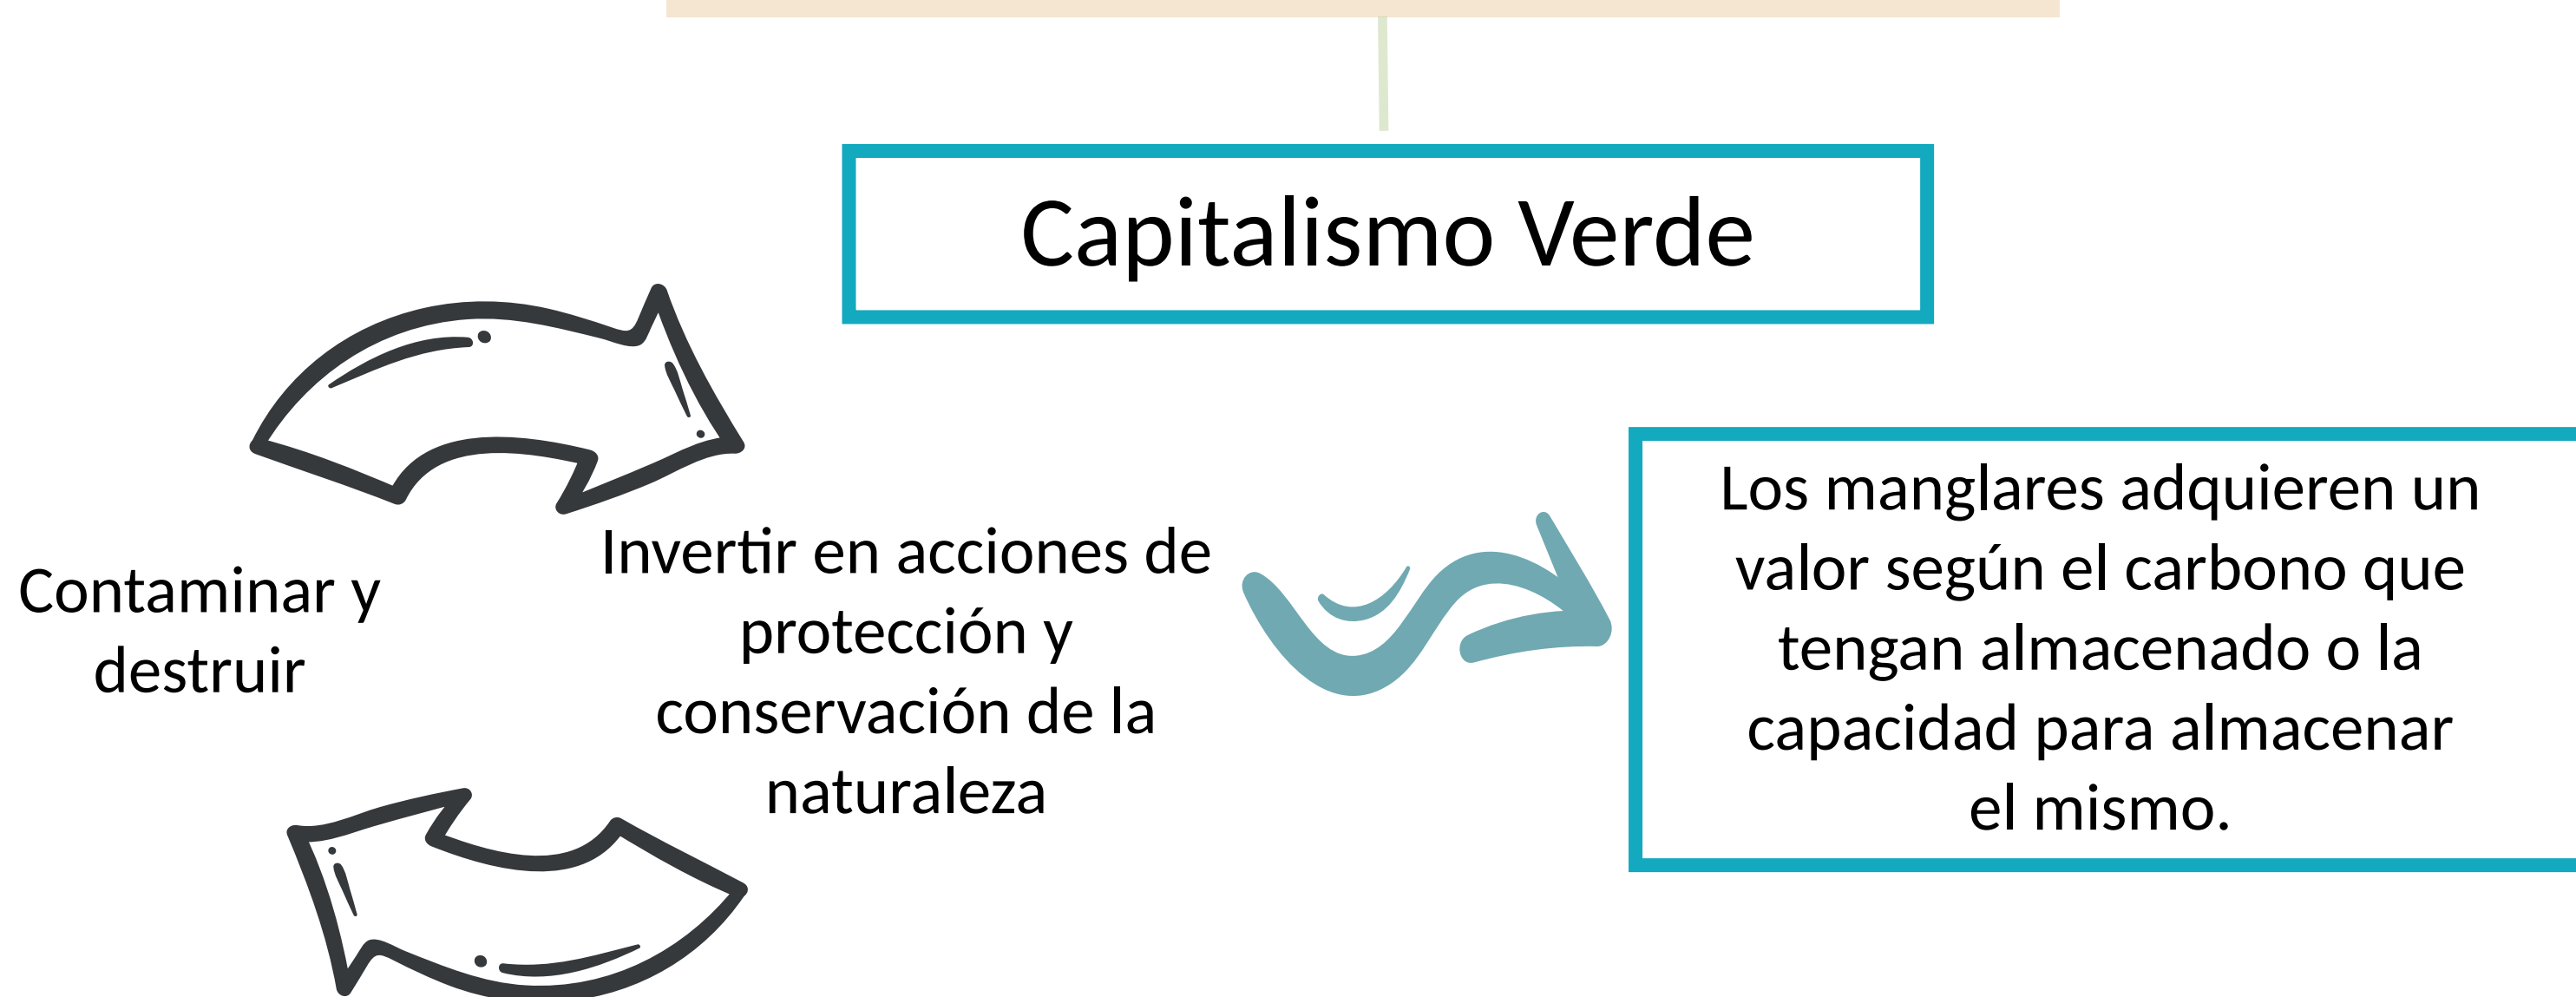 Capitalismo Verde
Contaminar y
destruir
Invertir en acciones de
protección y
conservación de la
naturaleza
Los manglares adquieren un
valor según el carbono que
tengan almacenado o la
capacidad para almacenar
el mismo.